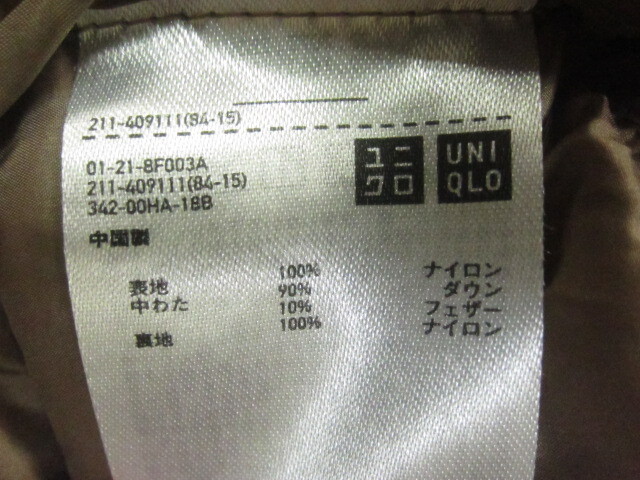 211-409111(84-15)
01-21-8F003A
211-409111(84-15)
342-00HA-18B
ユニ
クロ
UNI
QLO
中国製
表地 100% ナイロン
中わた 90% ダウン
10% フェザー
裏地 100% ナイロン